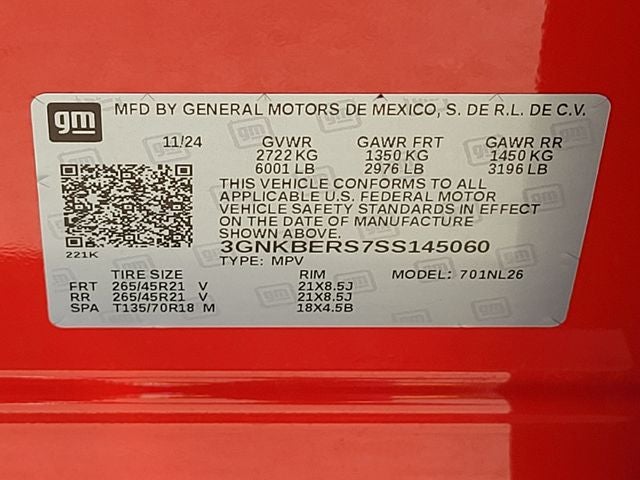 gm MFD BY GENERAL MOTORS DE MEXICO, S. DE R.L. DE C.V.
11/24 GVWR GAWR FRT GAWR RR
2722 KG 1350 KG 1450 KG
6001 LB 2976 LB 3196 LB
THIS VEHICLE CONFORMS TO ALL
APPLICABLE U.S. FEDERAL MOTOR
VEHICLE SAFETY STANDARDS IN EFFECT
ON THE DATE OF MANUFACTURE
SHOWN ABOVE.
3GNKBERS7SS145060
221K TYPE: MPV
TIRE SIZE RIM MODEL: 701NL26
FRT 265/45R21 V 21X8.5J
RR 265/45R21 V 21X8.5J
SPA T135/70R18 M 18X4.5B